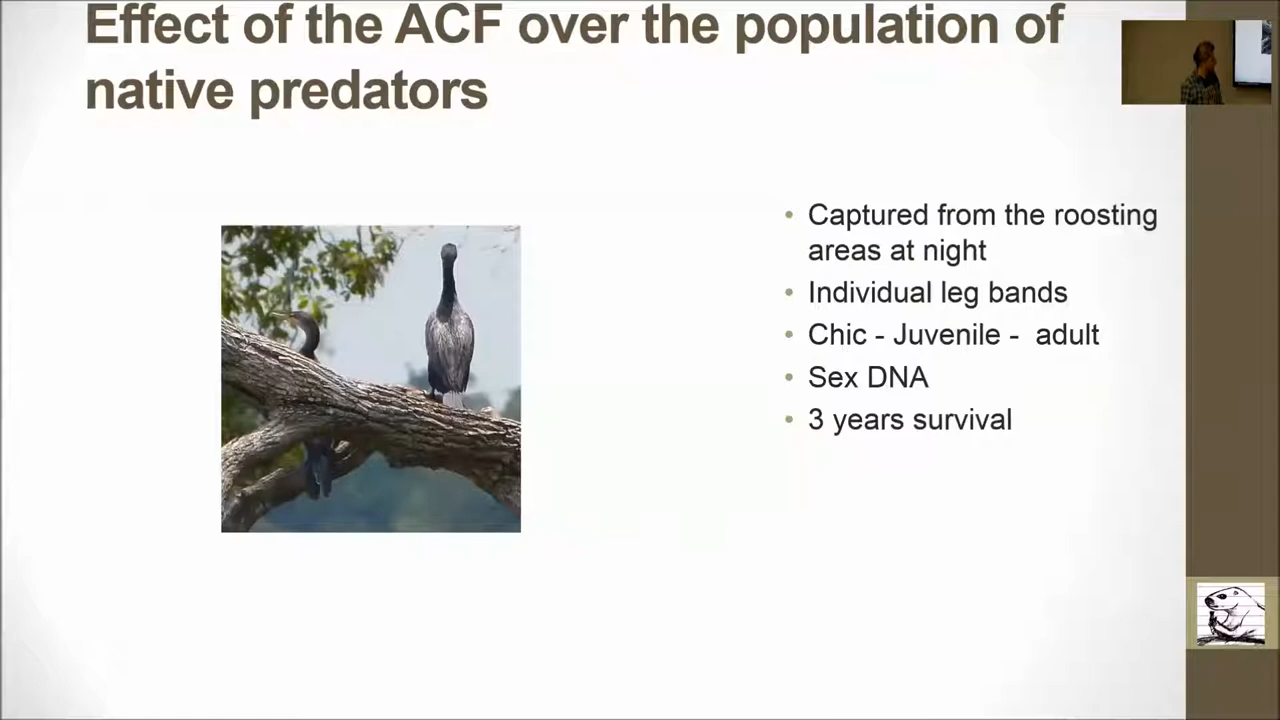 Effect of the ACF over the population of
native predators
• Captured from the roosting
areas at night
• Individual leg bands
• Chic - Juvenile - adult
• Sex DNA
• 3 years survival